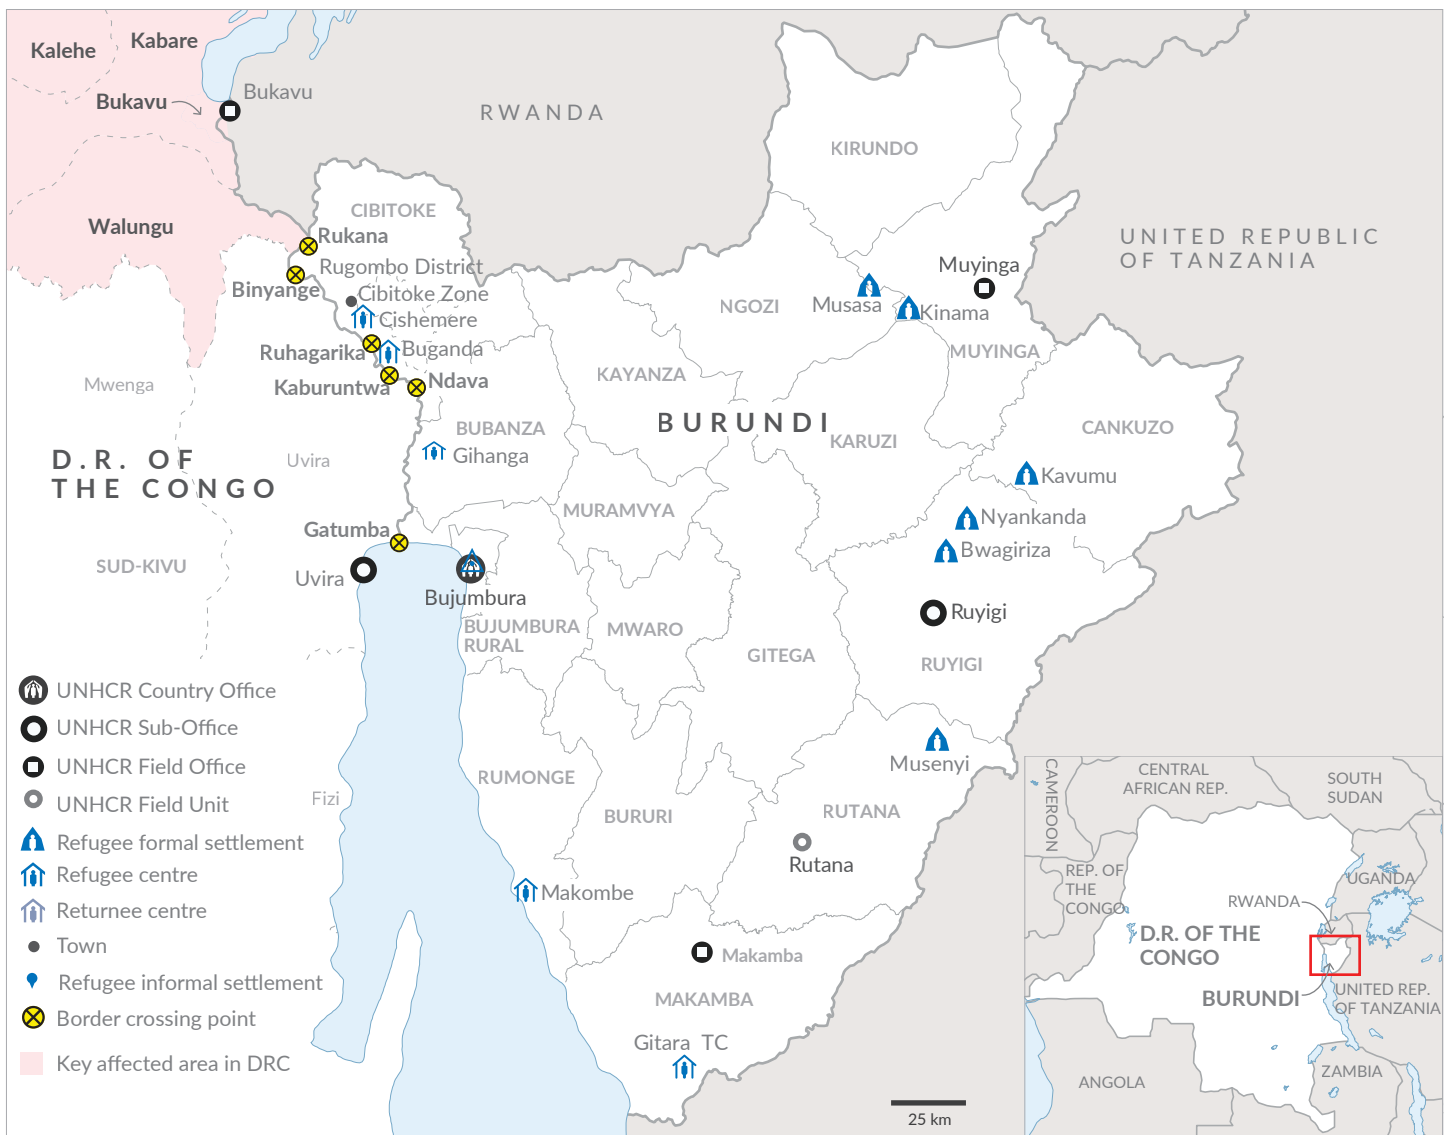 Kalehe
Kabare
Bukavu
Bukavu
RWANDA
KIRUNDO
Walungu
CIBITOKE
Rukana
UNITED REPUBLIC
OF TANZANIA
Rugombo District
Muyinga
Binyange
Cibitoke Zone
NGOZI
Musasa
Kinama
Cishemere
Ruhagarika
Buganda
MUYINGA
Mwenga
Kaburuntwa
Ndava
KAYANZA
BURUNDI
BUBANZA
KARUZI
CANKUZO
D.R. OF
THE CONGO
Uvira
Gihanga
Kavumu
MURAMVYA
Nyankanda
Gatumba
Bwagiriza
SUD-KIVU
Uvira
Bujumbura
Ruyigi
BUJUMBURA
RURAL
MWARO
GITEGA
RUYIGI
UNHCR Country Office
UNHCR Sub-Office
UNHCR Field Office
UNHCR Field Unit
Refugee formal settlement
Refugee centre
Returnee centre
Town
Refugee informal settlement
Border crossing point
Key affected area in DRC
Fizi
RUMONGE
BURURI
Musenyi
RUTANA
Rutana
Makombe
Makamba
MAKAMBA
Gitara TC
25 km
CAMEROON
CENTRAL
AFRICAN REP.
SOUTH
SUDAN
REP. OF
THE
CONGO
UGANDA
RWANDA
D.R. OF THE
CONGO
BURUNDI
UNITED REP.
OF TANZANIA
ANGOLA
ZAMBIA